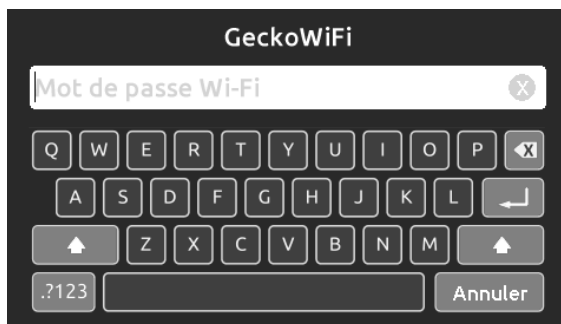 GeckoWiFi
Mot de passe Wi-Fi
Q W E R T Y U I O P
A S D F G H J K L
Z X C V B N M
.?123 Annuler